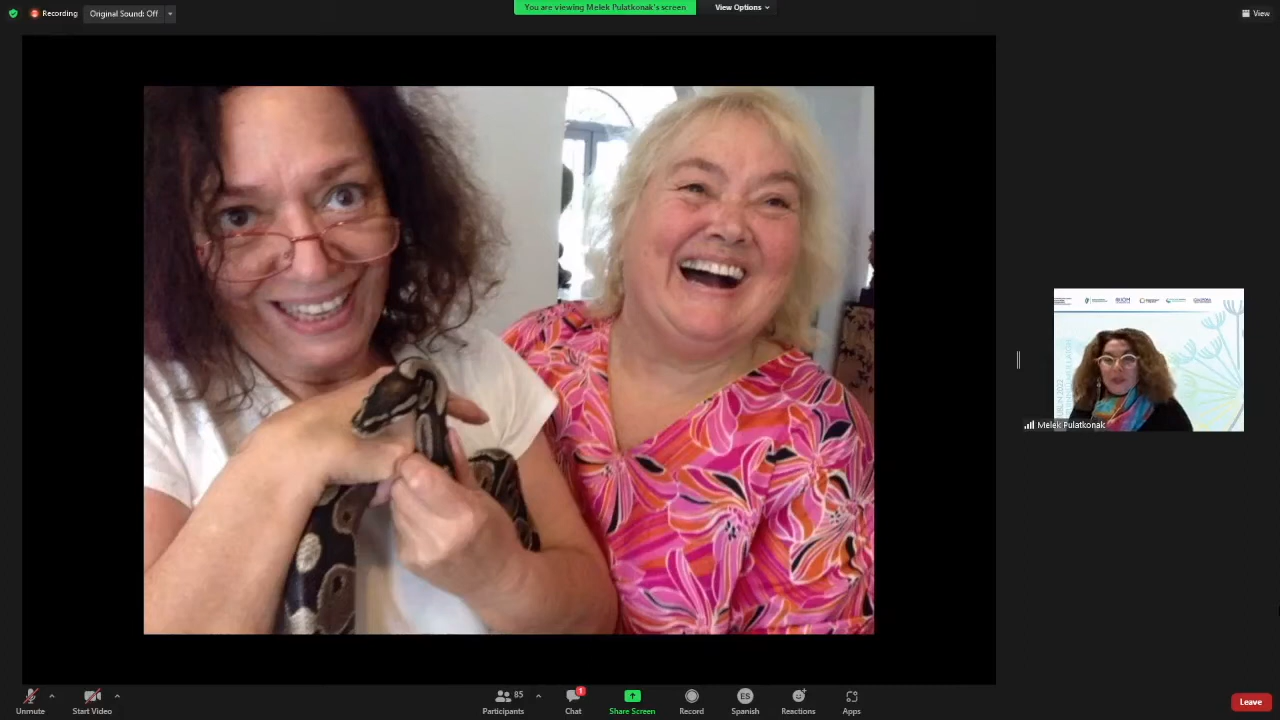 Recording
Original Sound: Off
You are viewing Melek Pulatkonak's screen
View Options
View
Melek Pulatkonak
Unmute
Start Video
85
Participants
1
Chat
Share Screen
Record
ES
Spanish
Reactions
Apps
Leave